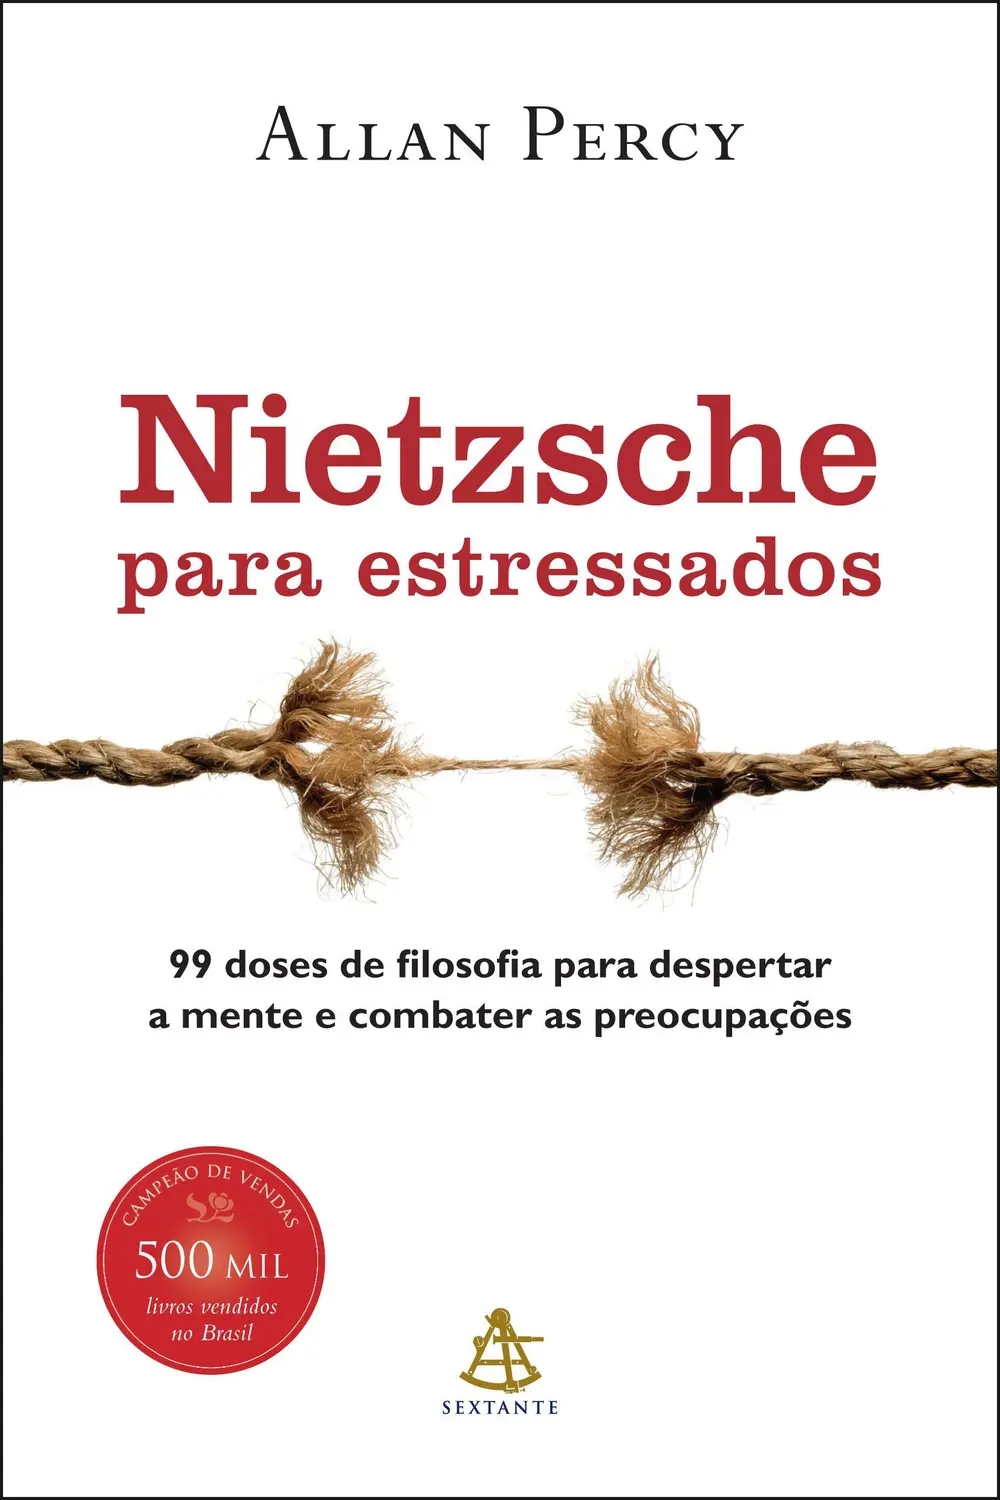 ALLAN PERCY
Nietzsche
para estressados
99 doses de filosofia para despertar
a mente e combater as preocupações
CAMPEÃO DE VENDAS
500 MIL
livros vendidos
no Brasil
SEXTANTE